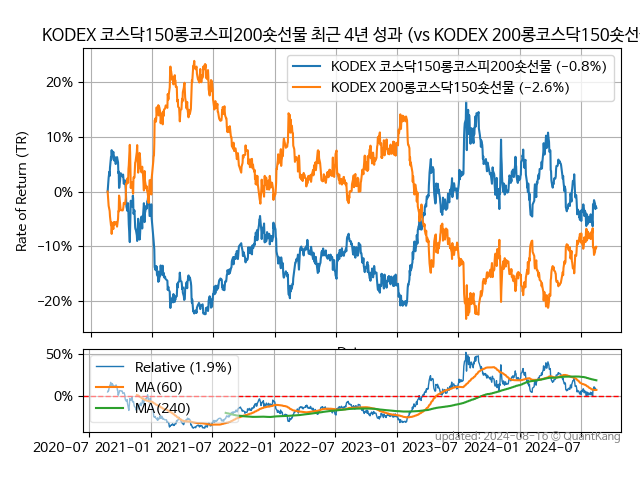 KODEX 코스닥150롱코스피200숏선물 최근 4년 성과 (vs KODEX 200롱코스닥150숏선
KODEX 코스닥150롱코스피200숏선물 (−0.8%)
KODEX 200롱코스닥150숏선물 (−2.6%)
Rate of Return (TR)
20%
10%
0%
−10%
−20%
50%
0%
Relative (1.9%)
MA(60)
MA(240)
2020-07 2021-01 2021-07 2022-01 2022-07 2023-01 2023-07 2024-01 2024-07
updated: 2024-08-16 © QuantKang